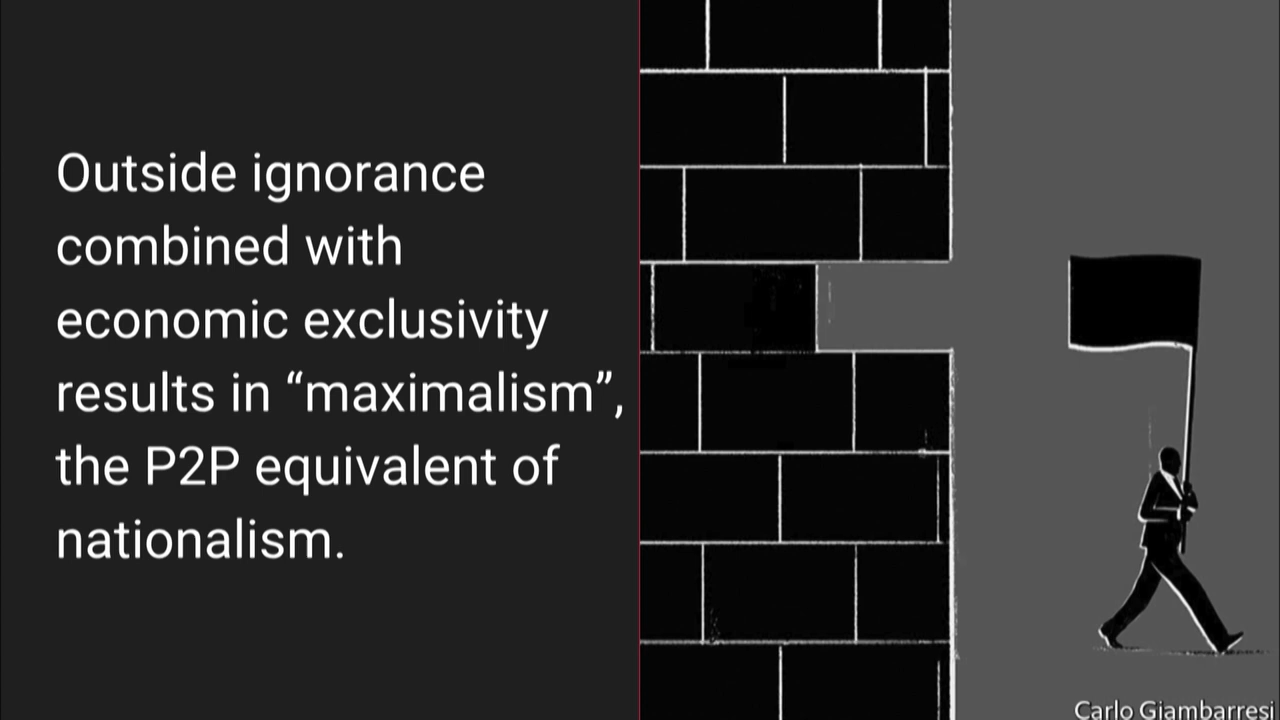 Outside ignorance
combined with
economic exclusivity
results in “maximalism”,
the P2P equivalent of
nationalism.
Carlo Giambarresi